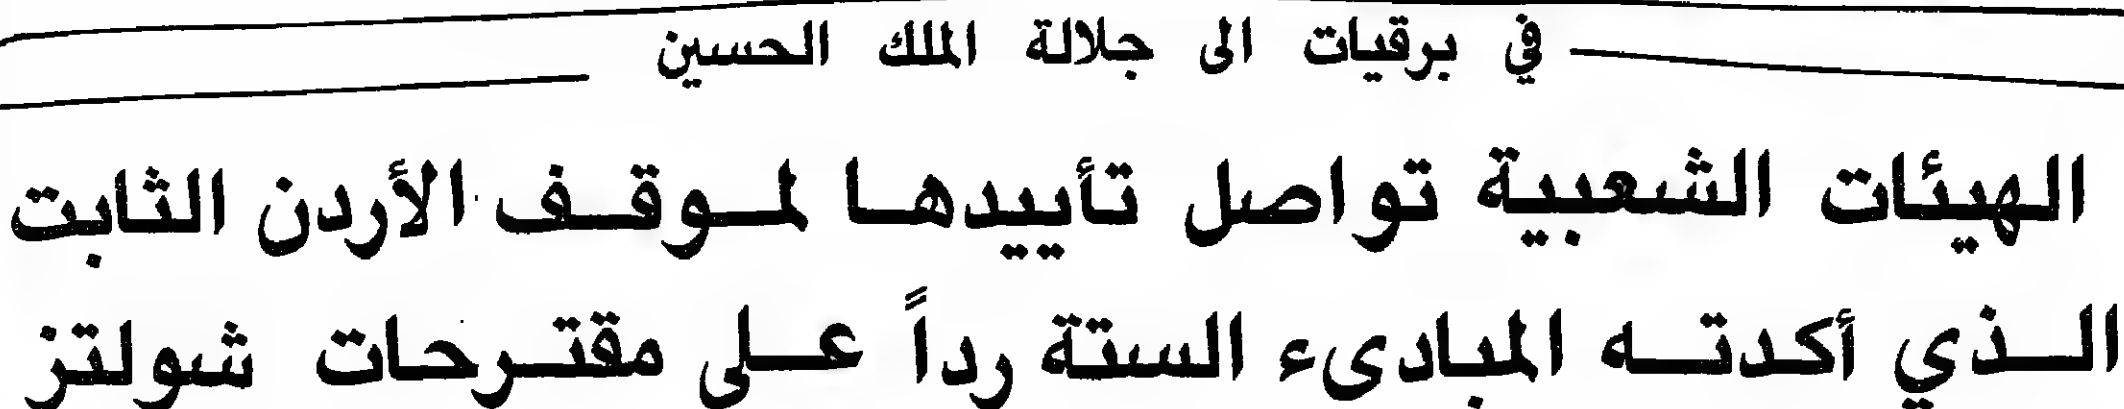 في برقيات الى جلالة الملك الحسين
الهيئات الشعبية تواصل تأييدها لموقف الأردن الثابت
الذي أكدته المبادىء الستة رداً على مقترحات شولتز